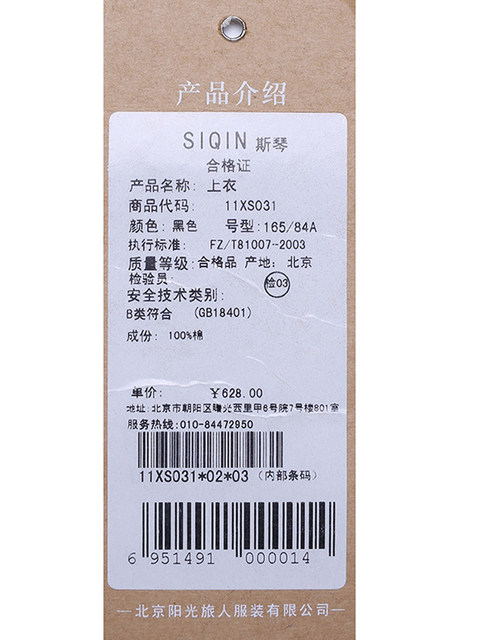 产品介绍
SIQIN 斯琴
合格证
产品名称: 上衣
商品代码: 11XS031
颜色: 黑色 号型: 165/84A
执行标准: FZ/T81007-2003
质量等级: 合格品 产地: 北京
检验员: 检03
安全技术类别:
B类符合 (GB18401)
成份: 100%棉
单价: ¥628.00
地址: 北京市朝阳区曙光西里甲6号院7号楼801室
服务热线: 010-84472950
11XS031*02*03 (内部条码)
6 951491 000014
北京阳光旅人服装有限公司